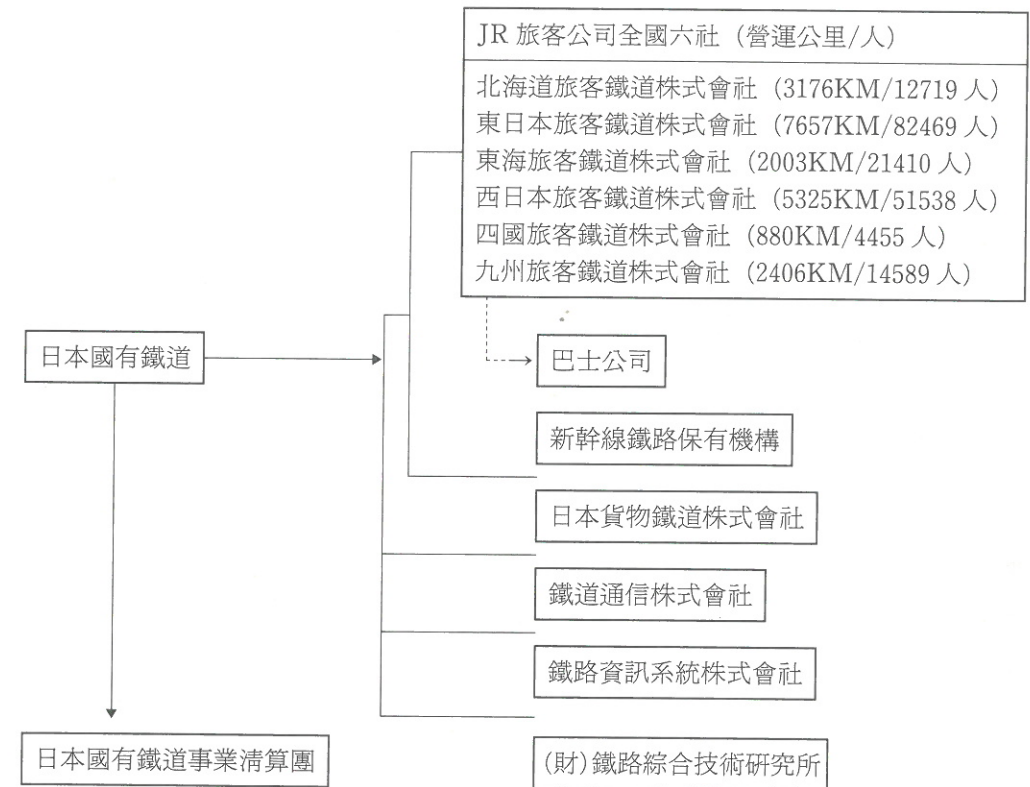 JR 旅客公司全國六社（營運公里/人）
北海道旅客鐵道株式會社（3176KM/12719 人）
東日本旅客鐵道株式會社（7657KM/82469 人）
東海旅客鐵道株式會社（2003KM/21410 人）
西日本旅客鐵道株式會社（5325KM/51538 人）
四國旅客鐵道株式會社（880KM/4455 人）
九州旅客鐵道株式會社（2406KM/14589 人）
日本國有鐵道
巴士公司
新幹線鐵路保有機構
日本貨物鐵道株式會社
鐵道通信株式會社
鐵路資訊系統株式會社
日本國有鐵道事業清算團
(財)鐵路綜合技術研究所